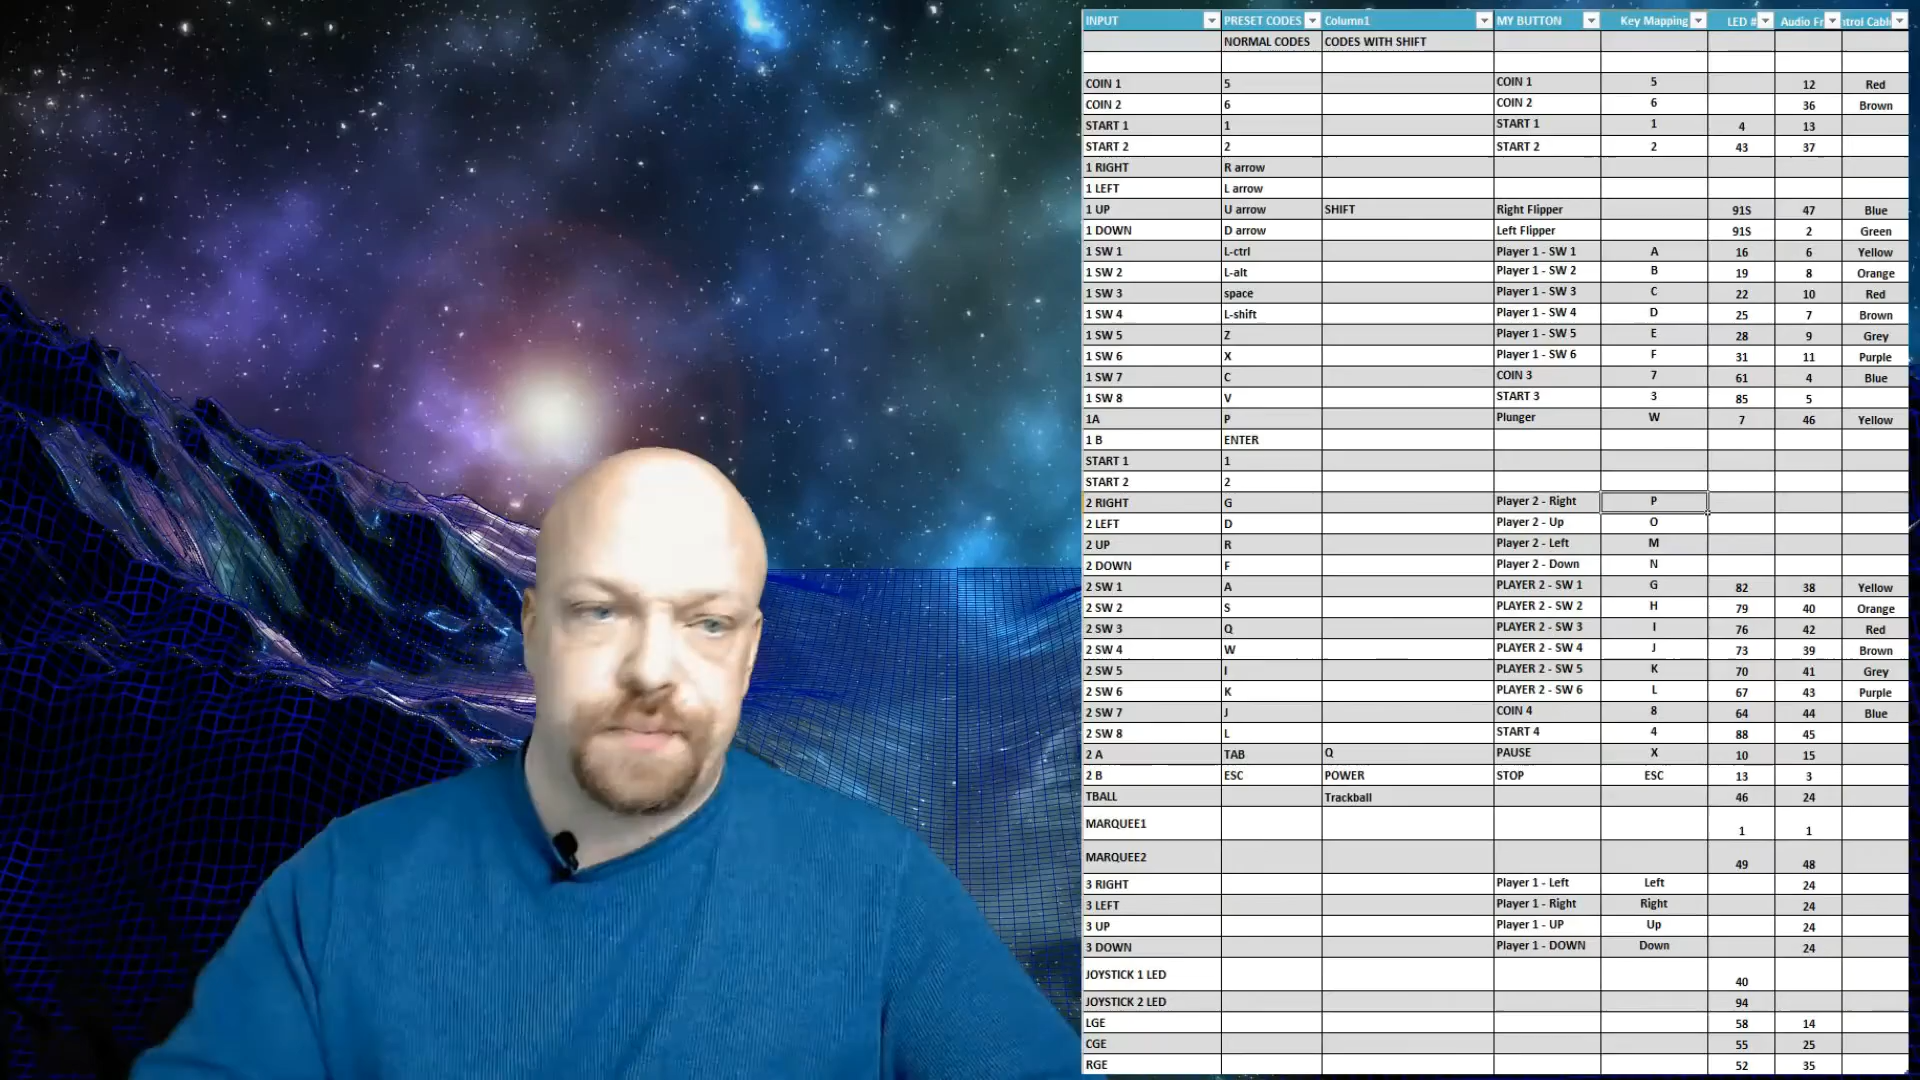 INPUT PRESET CODES Column1 MY BUTTON Key Mapping LED # Audio Fr ntrol Cabl
NORMAL CODES CODES WITH SHIFT
COIN 1 5 COIN 1 5 12 Red
COIN 2 6 COIN 2 6 36 Brown
START 1 1 START 1 1 4 13
START 2 2 START 2 2 43 37
1 RIGHT R arrow
1 LEFT L arrow
1 UP U arrow SHIFT Right Flipper 91S 47 Blue
1 DOWN D arrow Left Flipper 91S 2 Green
1 SW 1 L-ctrl Player 1 - SW 1 A 16 6 Yellow
1 SW 2 L-alt Player 1 - SW 2 B 19 8 Orange
1 SW 3 space Player 1 - SW 3 C 22 10 Red
1 SW 4 L-shift Player 1 - SW 4 D 25 7 Brown
1 SW 5 Z Player 1 - SW 5 E 28 9 Grey
1 SW 6 X Player 1 - SW 6 F 31 11 Purple
1 SW 7 C COIN 3 7 61 4 Blue
1 SW 8 V START 3 3 85 5
1A P Plunger W 7 46 Yellow
1 B ENTER
START 1 1
START 2 2
2 RIGHT G Player 2 - Right P
2 LEFT D Player 2 - Up O
2 UP R Player 2 - Left M
2 DOWN F Player 2 - Down N
2 SW 1 A PLAYER 2 - SW 1 G 82 38 Yellow
2 SW 2 S PLAYER 2 - SW 2 H 79 40 Orange
2 SW 3 Q PLAYER 2 - SW 3 I 76 42 Red
2 SW 4 W PLAYER 2 - SW 4 J 73 39 Brown
2 SW 5 I PLAYER 2 - SW 5 K 70 41 Grey
2 SW 6 K PLAYER 2 - SW 6 L 67 43 Purple
2 SW 7 J COIN 4 8 64 44 Blue
2 SW 8 L START 4 4 88 45
2 A TAB Q PAUSE X 10 15
2 B ESC POWER STOP ESC 13 3
TBALL Trackball 46 24
MARQUEE1 1 1
MARQUEE2 49 48
3 RIGHT Player 1 - Left Left 24
3 LEFT Player 1 - Right Right 24
3 UP Player 1 - UP Up 24
3 DOWN Player 1 - DOWN Down 24
JOYSTICK 1 LED 40
JOYSTICK 2 LED 94
LGE 58 14
CGE 55 25
RGE 52 35